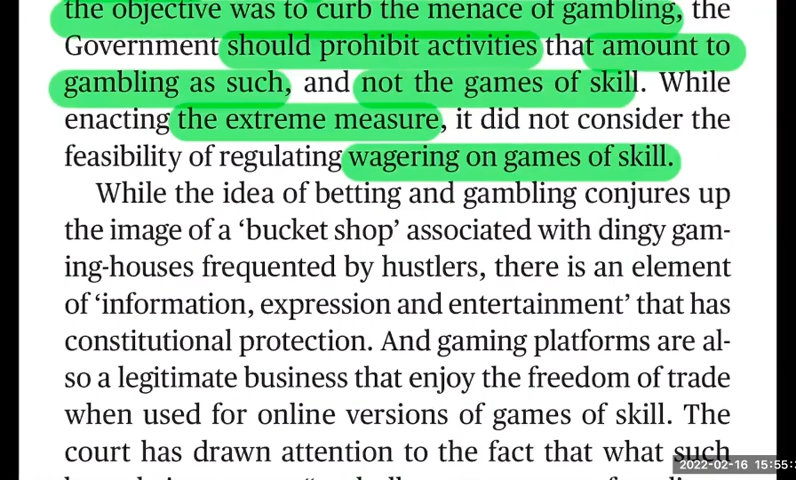 the objective was to curb the menace of gambling, the
Government should prohibit activities that amount to
gambling as such, and not the games of skill. While
enacting the extreme measure, it did not consider the
feasibility of regulating wagering on games of skill.
While the idea of betting and gambling conjures up
the image of a ‘bucket shop’ associated with dingy gam-
ing-houses frequented by hustlers, there is an element
of ‘information, expression and entertainment’ that has
constitutional protection. And gaming platforms are al-
so a legitimate business that enjoy the freedom of trade
when used for online versions of games of skill. The
court has drawn attention to the fact that what such
2022-02-16 15:55: